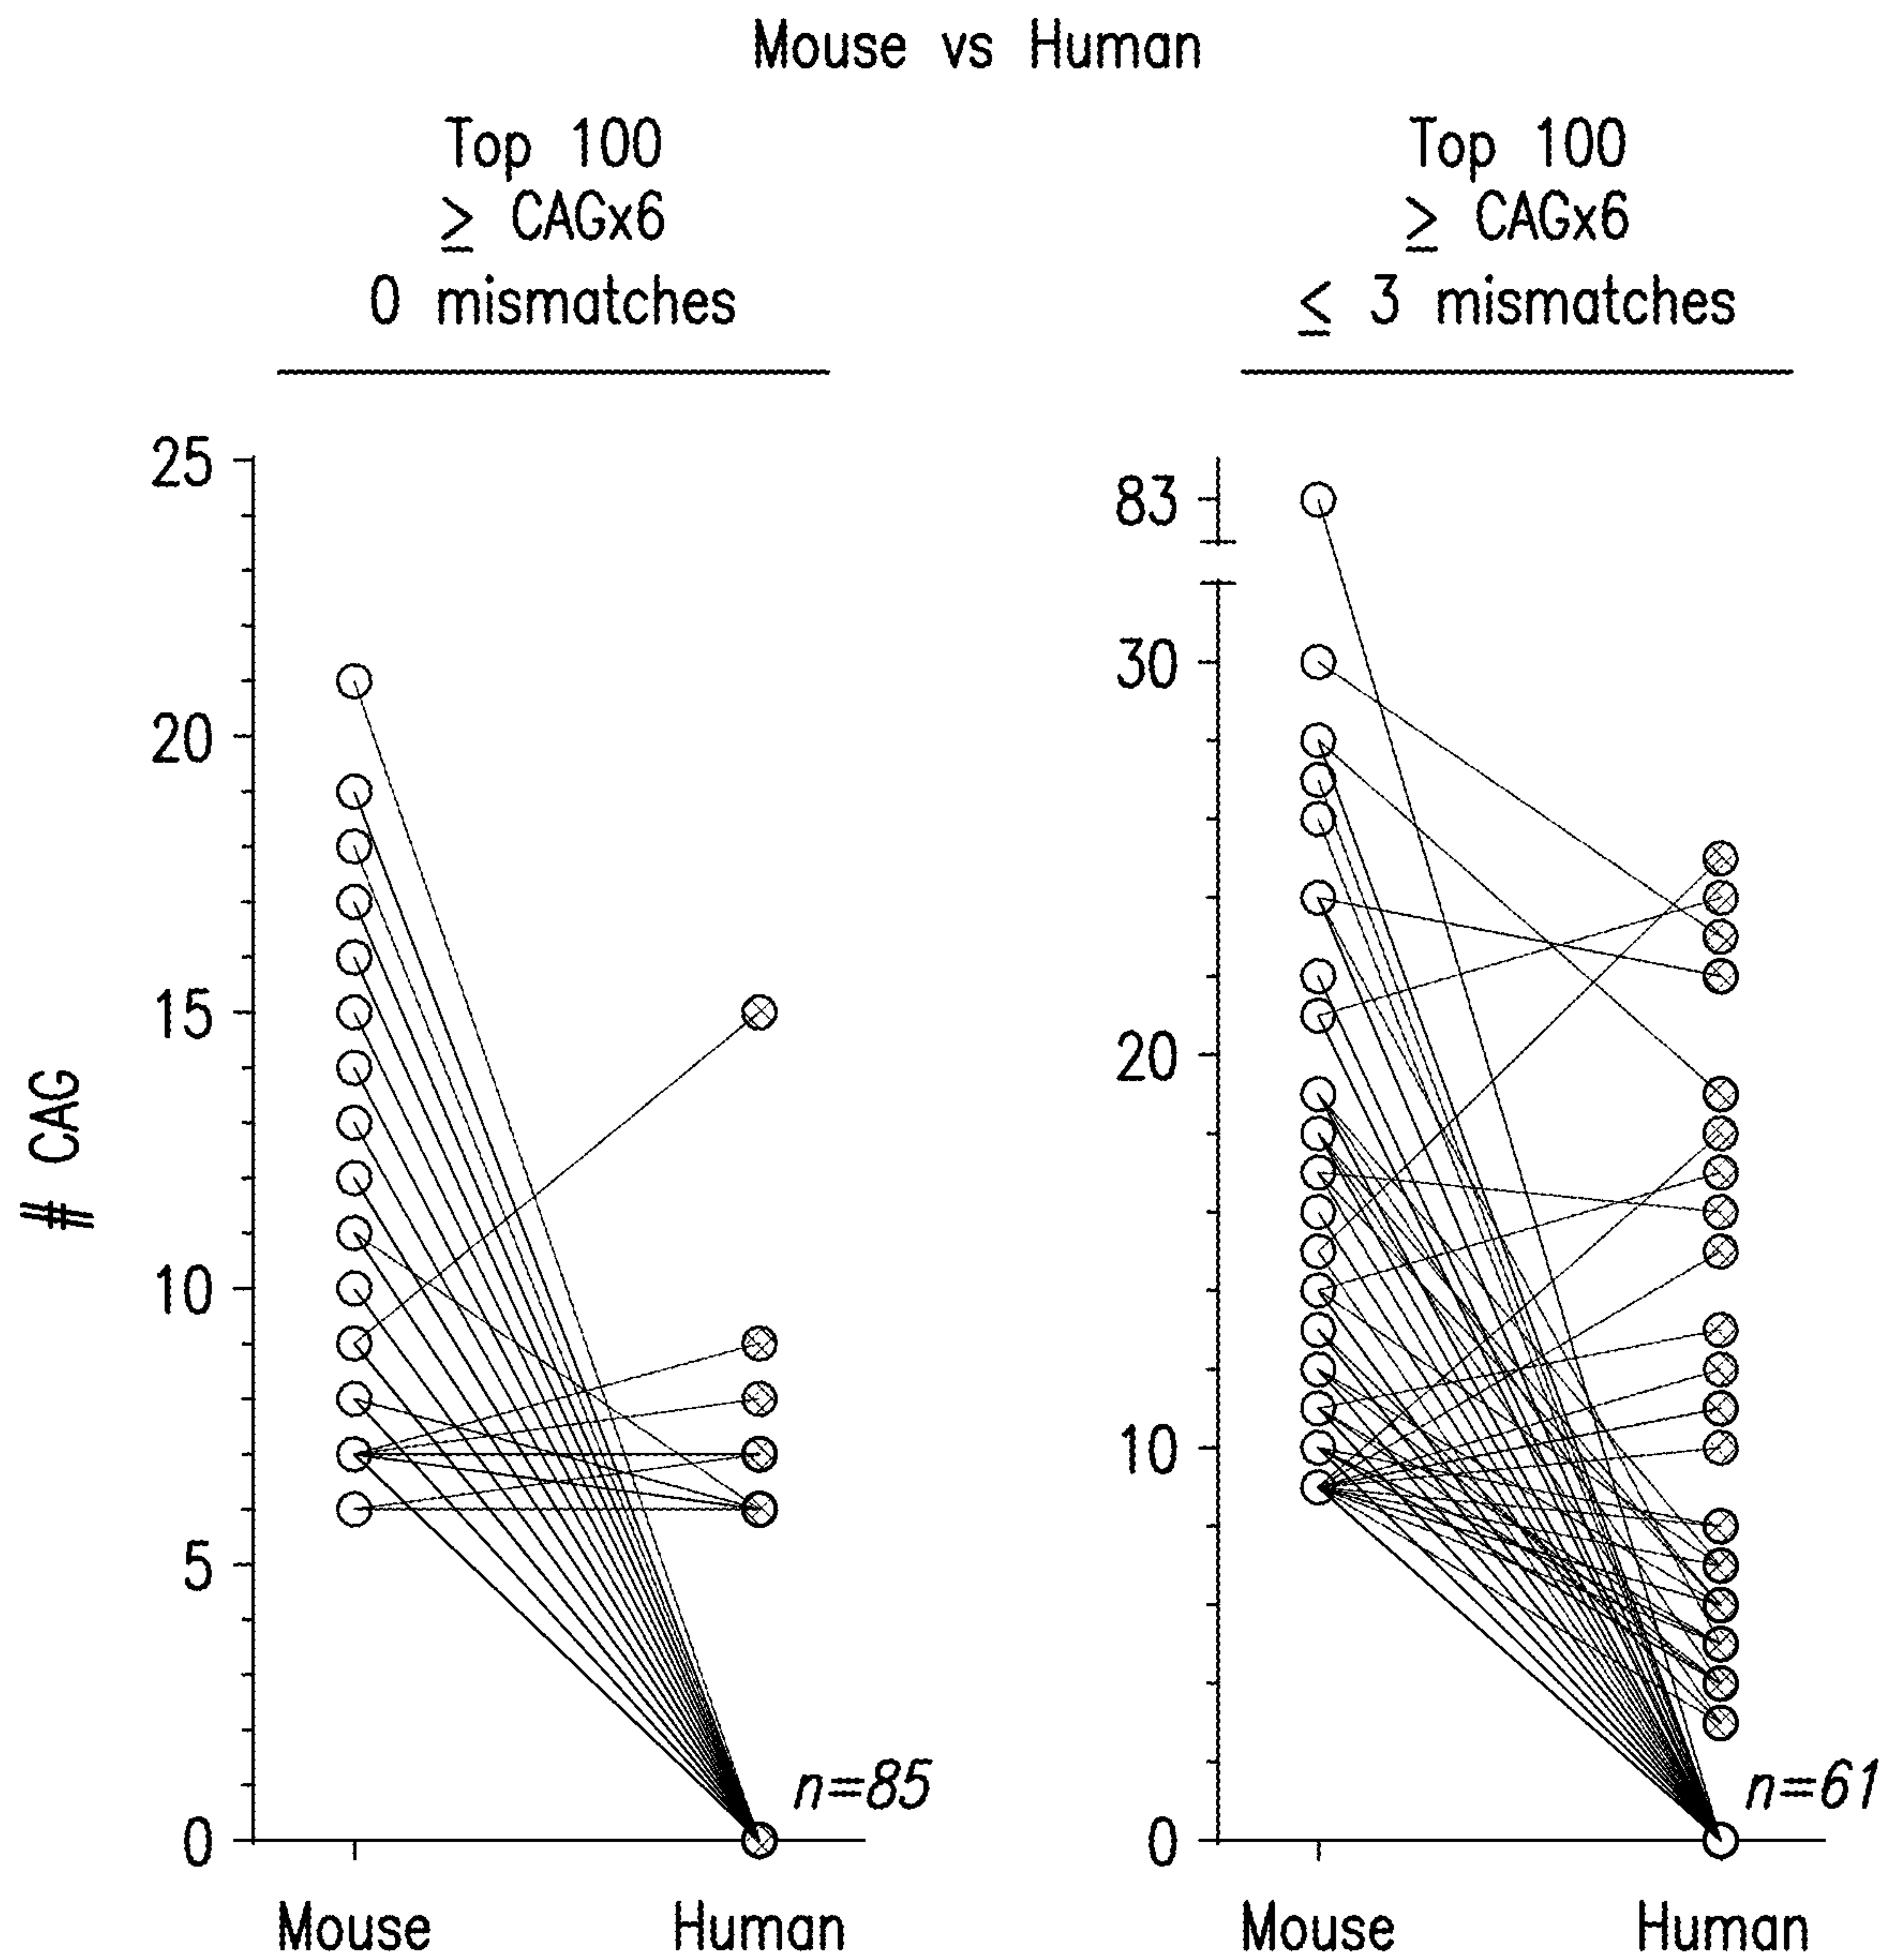 Mouse vs Human
Top 100
≥ CAGx6
0 mismatches
# CAG
25
20
15
10
5
0
n=85
Mouse Human
Top 100
≥ CAGx6
≤ 3 mismatches
83
30
20
10
0
n=61
Mouse Human